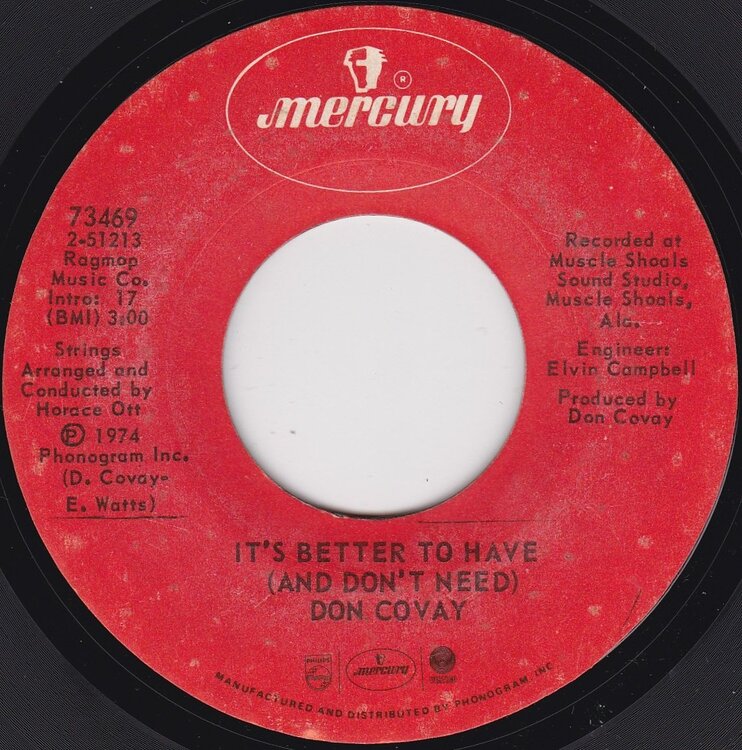 ®
mercury
73469
2-51213
Ragmop
Music Co.
Intro: 17
(BMI) 3:00
Strings
Arranged and
Conducted by
Horace Ott
Ⓟ 1974
Phonogram Inc.
(D. Covay-
E. Watts)
Recorded at
Muscle Shoals
Sound Studio,
Muscle Shoals,
Ala.
Engineer:
Elvin Campbell
Produced by
Don Covay
IT'S BETTER TO HAVE
(AND DON'T NEED)
DON COVAY
PHILIPS
mercury
MANUFACTURED AND DISTRIBUTED BY PHONOGRAM, INC.